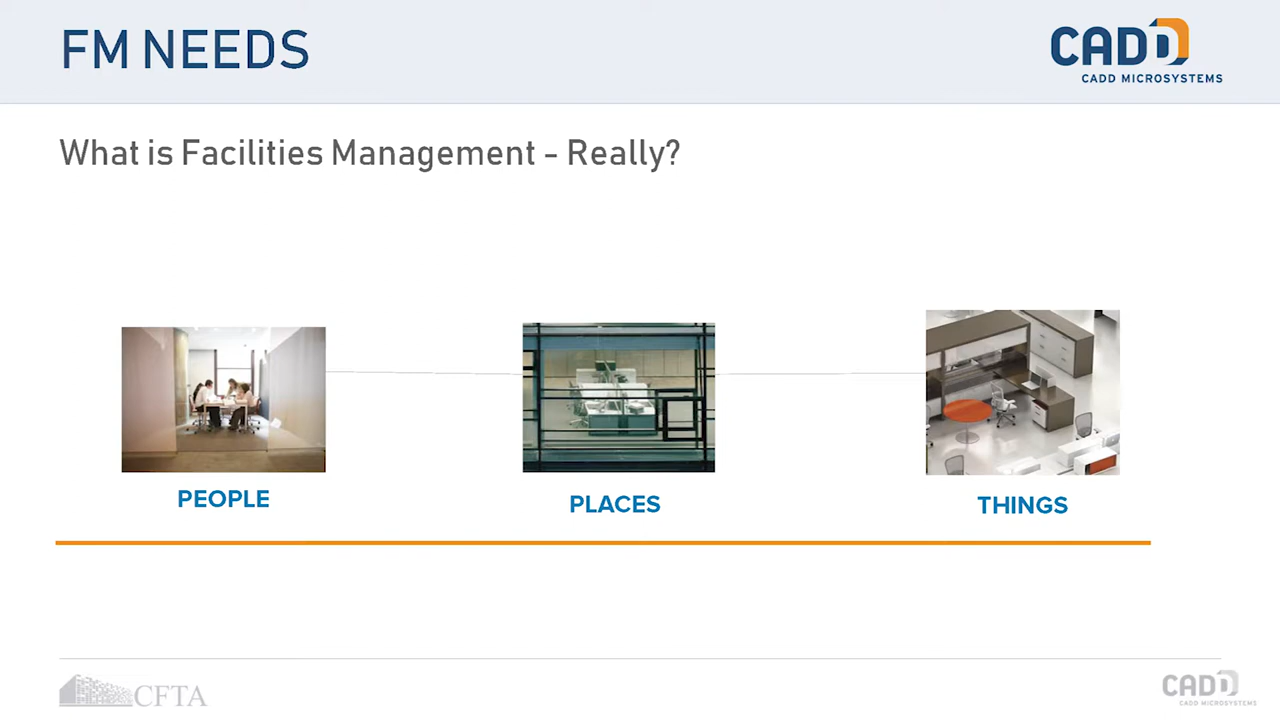 FM NEEDS
CADD
CADD MICROSYSTEMS
What is Facilities Management - Really?
PEOPLE
PLACES
THINGS
CFTA
CADD
CADD MICROSYSTEMS